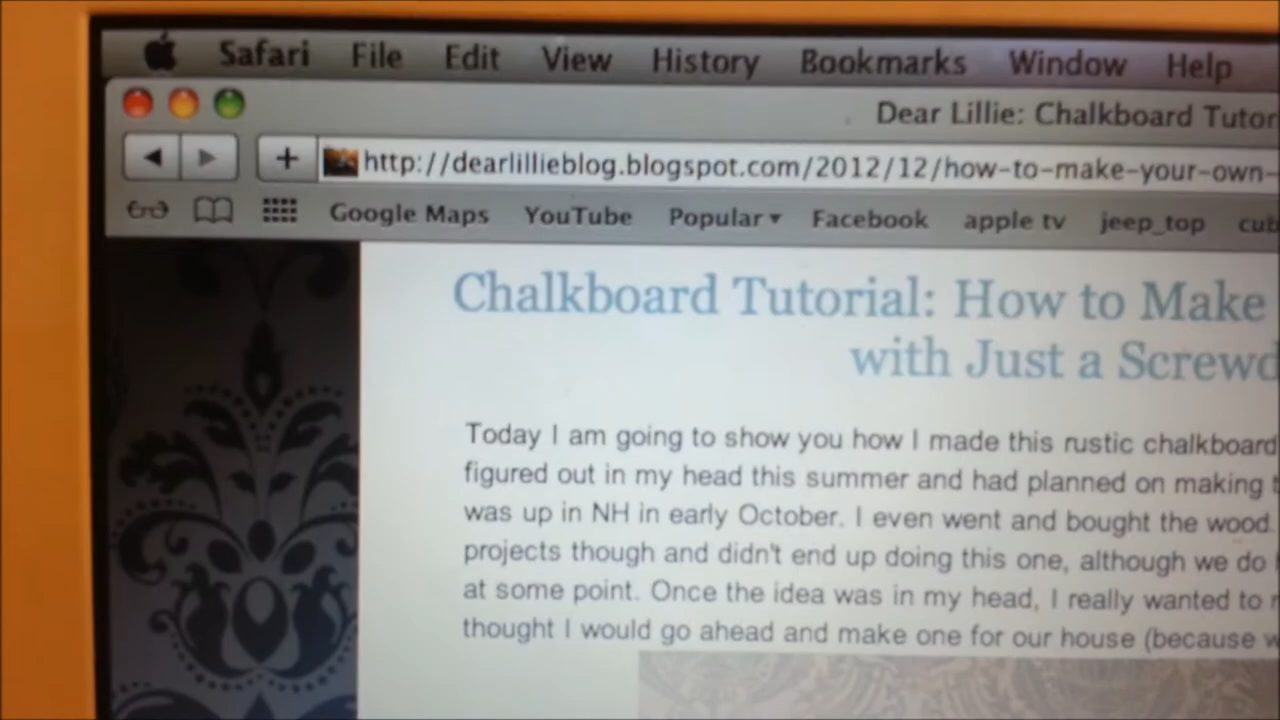 Safari File Edit View History Bookmarks Window Help
Dear Lillie: Chalkboard Tutor
http://dearlillieblog.blogspot.com/2012/12/how-to-make-your-own-
Google Maps YouTube Popular Facebook apple tv jeep_top cub
Chalkboard Tutorial: How to Make
with Just a Screwd
Today I am going to show you how I made this rustic chalkboard
figured out in my head this summer and had planned on making t
was up in NH in early October. I even went and bought the wood.
projects though and didn't end up doing this one, although we do
at some point. Once the idea was in my head, I really wanted to
thought I would go ahead and make one for our house (because w